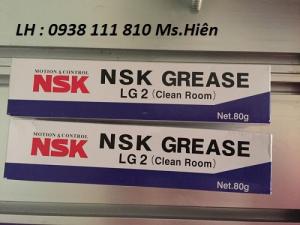 LH : 0938 111 810 Ms.Hiên
MOTION & CONTROL
NSK
NSK GREASE
LG 2 (Clean Room)
Net.80g
MOTION & CONTROL
NSK
NSK GREASE
LG 2 (Clean Room)
Net.80g